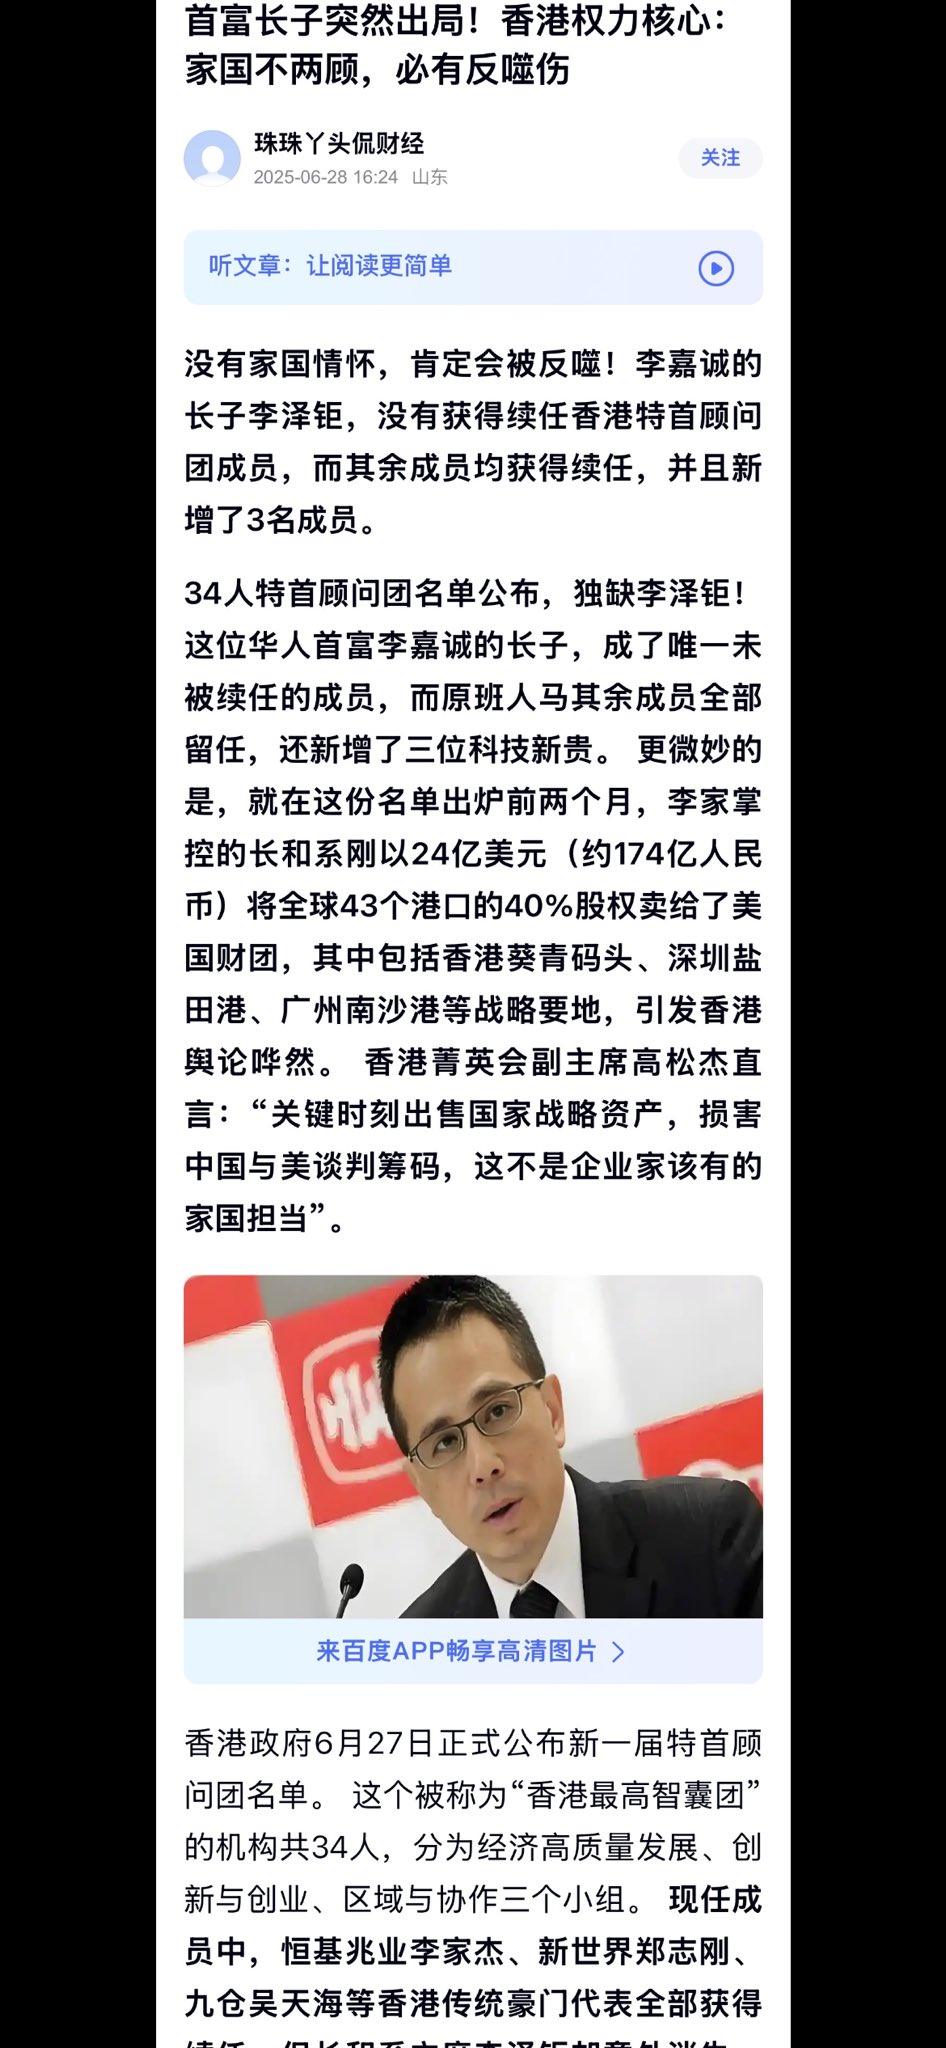 首富长子突然出局！香港权力核心：
家国不两顾，必有反噬伤
珠珠丫头侃财经
关注
2025-06-28 16:24 山东
听文章：让阅读更简单
没有家国情怀，肯定会被反噬！李嘉诚的
长子李泽钜，没有获得续任香港特首顾问
团成员，而其余成员均获得续任，并且新
增了3名成员。
34人特首顾问团名单公布，独缺李泽钜！
这位华人首富李嘉诚的长子，成了唯一未
被续任的成员，而原班人马其余成员全部
留任，还新增了三位科技新贵。 更微妙的
是，就在这份名单出炉前两个月，李家掌
控的长和系刚以24亿美元（约174亿人民
币）将全球43个港口的40%股权卖给了美
国财团，其中包括香港葵青码头、深圳盐
田港、广州南沙港等战略要地，引发香港
舆论哗然。 香港菁英会副主席高松杰直
言：“关键时刻出售国家战略资产，损害
中国与美谈判筹码，这不是企业家该有的
家国担当”。
来百度APP畅享高清图片
香港政府6月27日正式公布新一届特首顾
问团名单。 这个被称为“香港最高智囊团”
的机构共34人，分为经济高质量发展、创
新与创业、区域与协作三个小组。 现任成
员中，恒基兆业李家杰、新世界郑志刚、
九仓吴天海等香港传统豪门代表全部获得